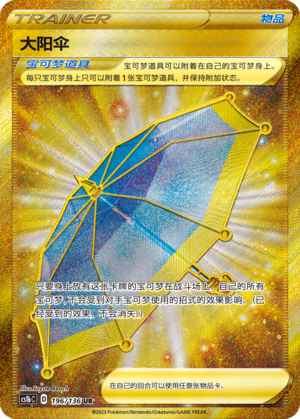 TRAINER
物品
大阳伞
宝可梦道具
宝可梦道具可以附着在自己的宝可梦身上。
每只宝可梦身上只可以附着1张宝可梦道具，并保持附加状态。
只要身上放有这张卡牌的宝可梦在战斗场上，自己的所有
宝可梦，不会受到对手宝可梦使用的招式的效果影响。（已
经受到的效果，不会消失。）
在自己的回合可以使用任意张物品卡。
196/136 UR
©2023 Pokémon/Nintendo/Creatures/GAME FREAK.